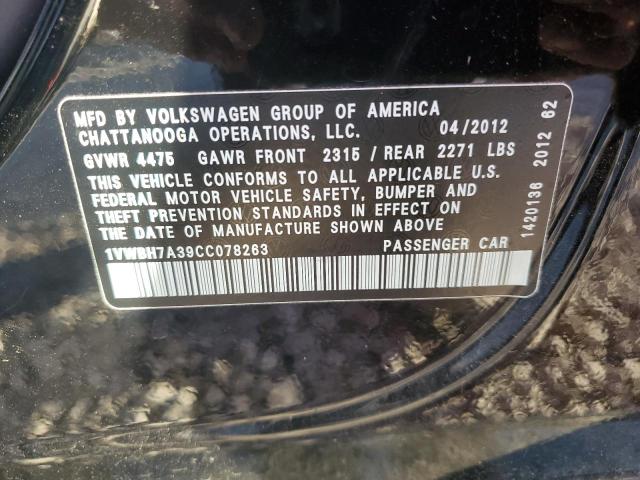 MFD BY VOLKSWAGEN GROUP OF AMERICA
CHATTANOOGA OPERATIONS, LLC. 04/2012
GVWR 4475 GAWR FRONT 2315 / REAR 2271 LBS
THIS VEHICLE CONFORMS TO ALL APPLICABLE U.S.
FEDERAL MOTOR VEHICLE SAFETY, BUMPER AND
THEFT PREVENTION STANDARDS IN EFFECT ON
THE DATE OF MANUFACTURE SHOWN ABOVE
1VWBH7A39CC078263 PASSENGER CAR
1420136 2012 62